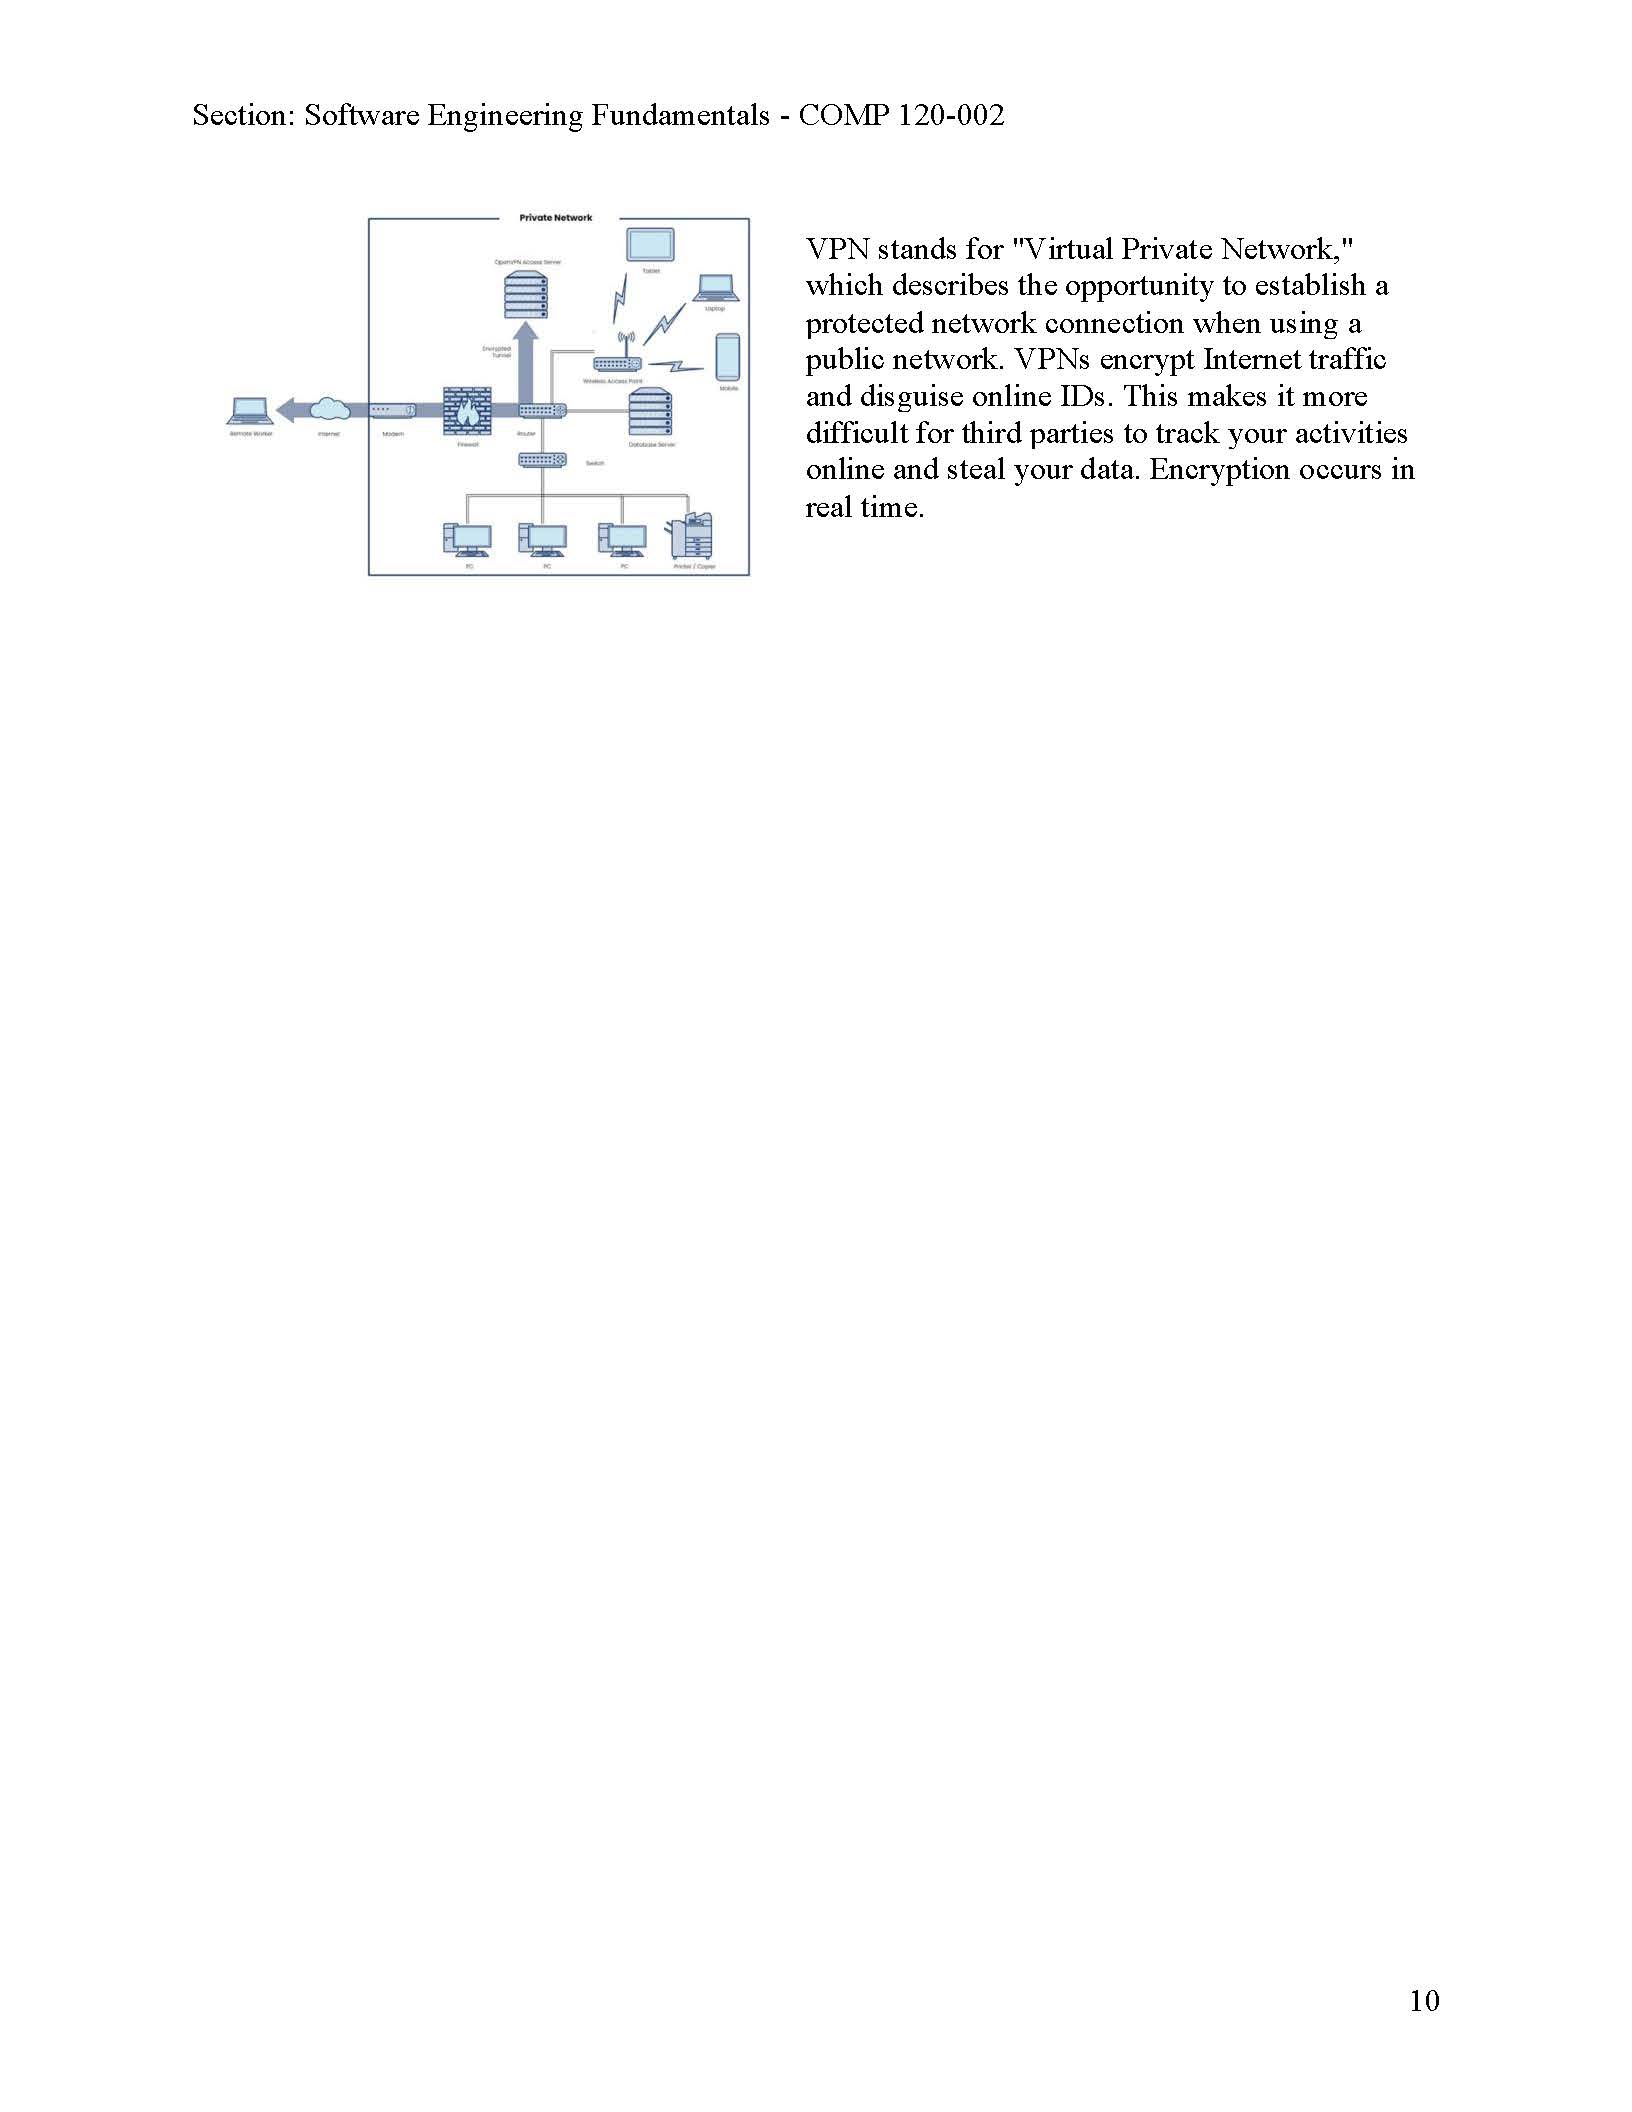 Section: Software Engineering Fundamentals - COMP 120-002
Private Network
OpenVPN Access Server
Tablet
Laptop
Encrypted
Tunnel
Wireless Access Point
Mobile
Remote Worker
Internet
Modem
Firewall
Router
Database Server
Switch
PC
PC
PC
Printer / Copier
VPN stands for "Virtual Private Network,"
which describes the opportunity to establish a
protected network connection when using a
public network. VPNs encrypt Internet traffic
and disguise online IDs. This makes it more
difficult for third parties to track your activities
online and steal your data. Encryption occurs in
real time.
10